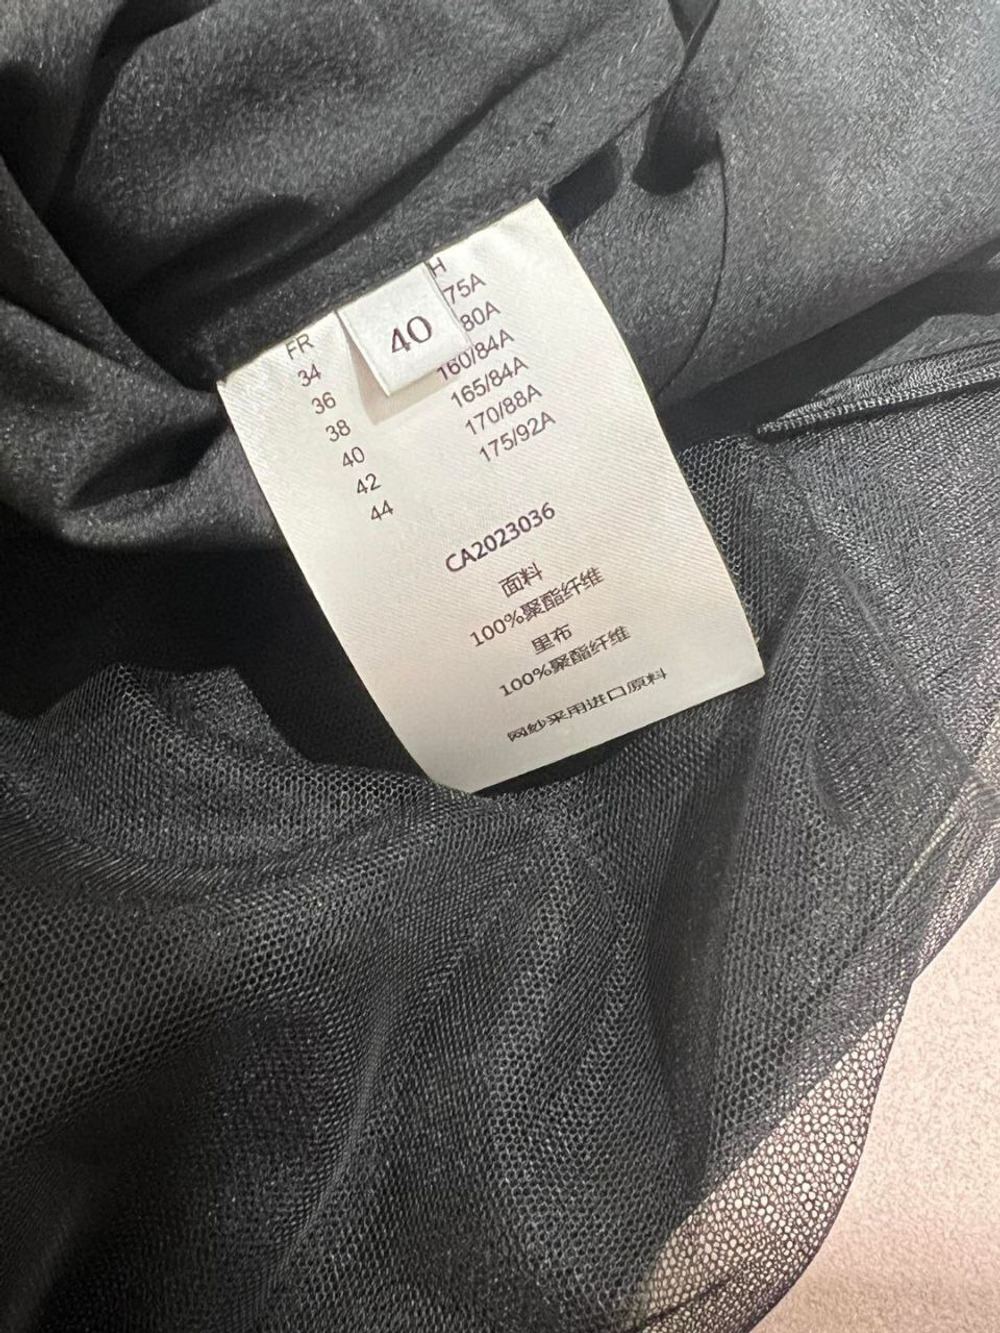 40
FR H
34 75A
36 80A
38 160/84A
40 165/84A
42 170/88A
44 175/92A
CA2023036
面料
100%聚酯纤维
里布
100%聚酯纤维
网纱采用进口原料